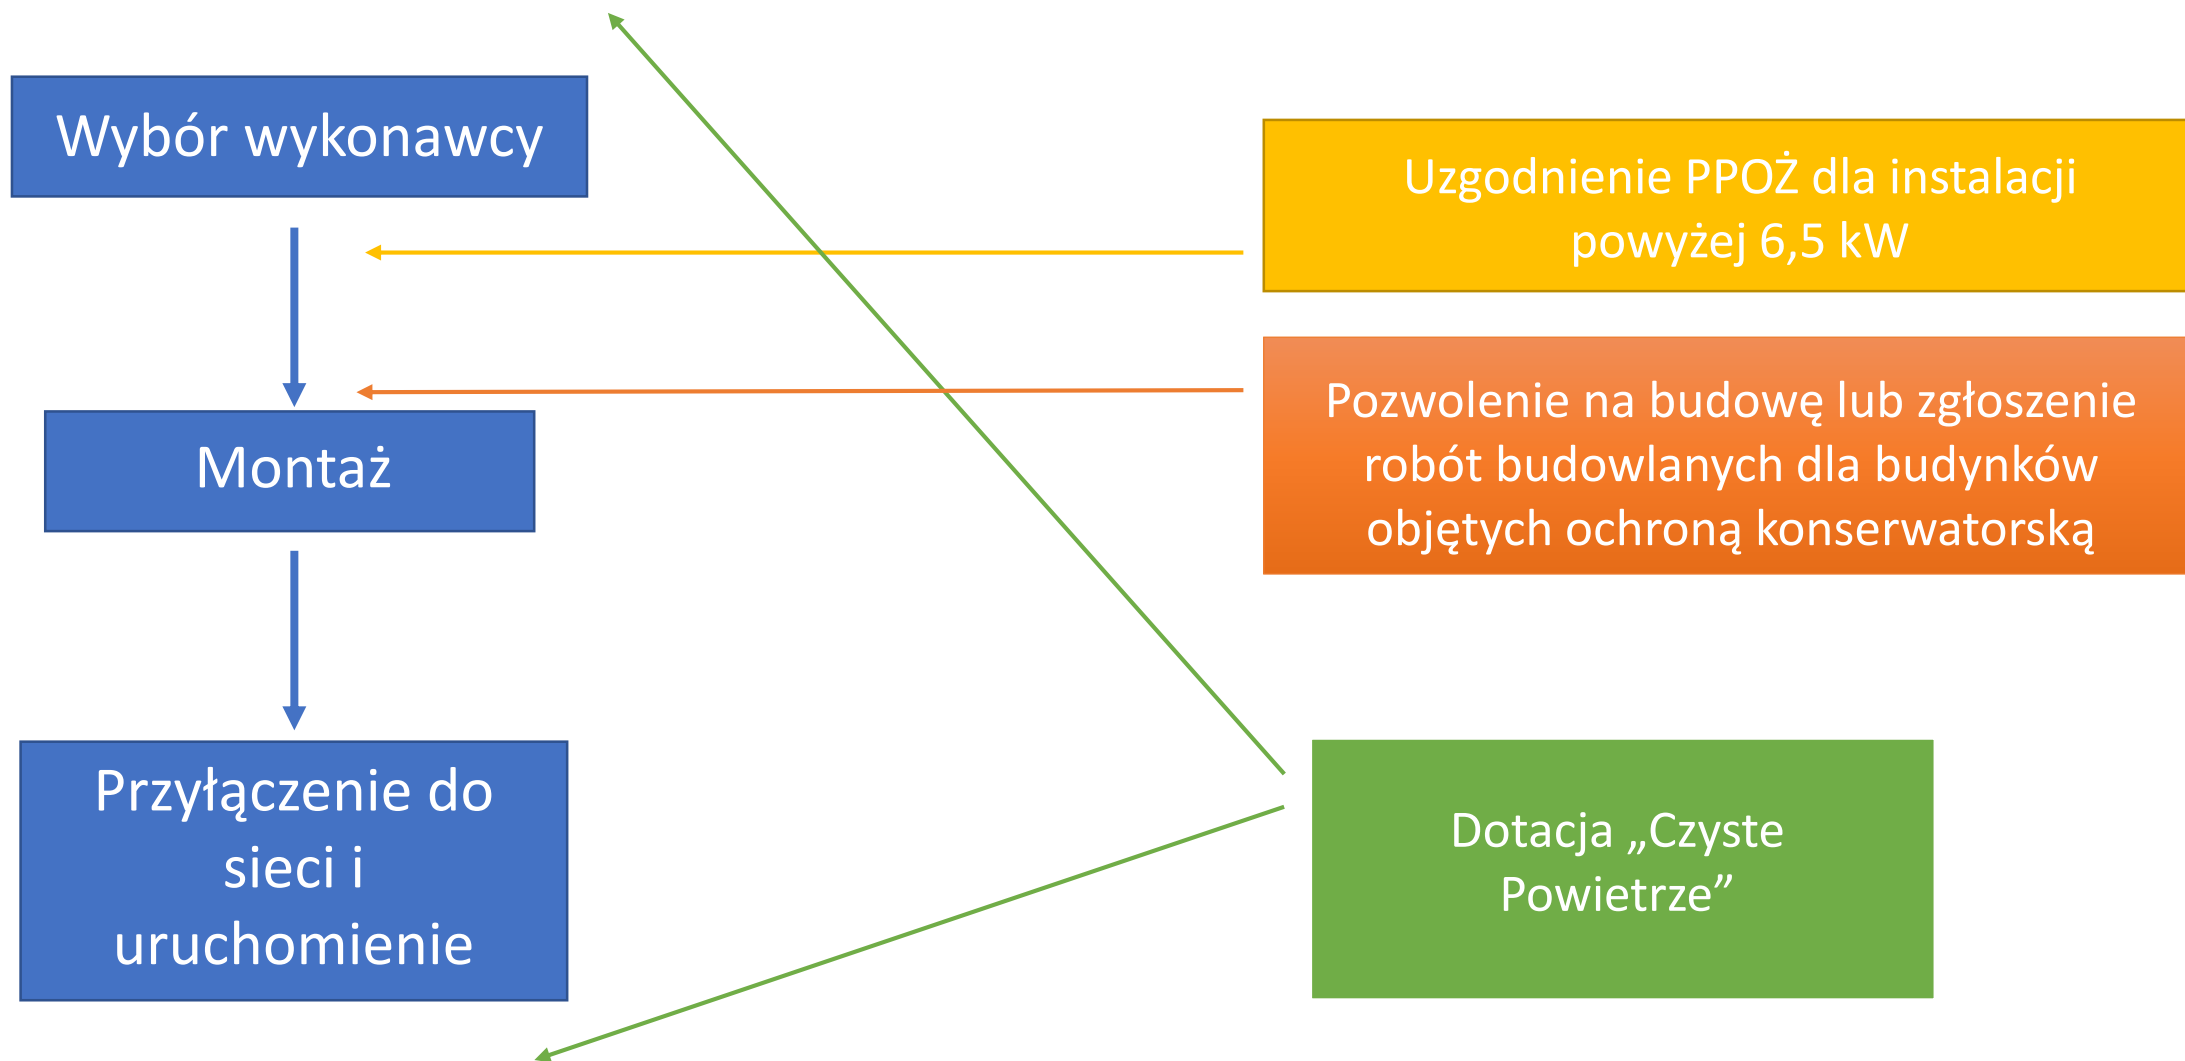 Wybór wykonawcy
Uzgodnienie PPOŻ dla instalacji
powyżej 6,5 kW
Pozwolenie na budowę lub zgłoszenie
robót budowlanych dla budynków
objętych ochroną konserwatorską
Montaż
Przyłączenie do
sieci i
uruchomienie
Dotacja „Czyste
Powietrze”